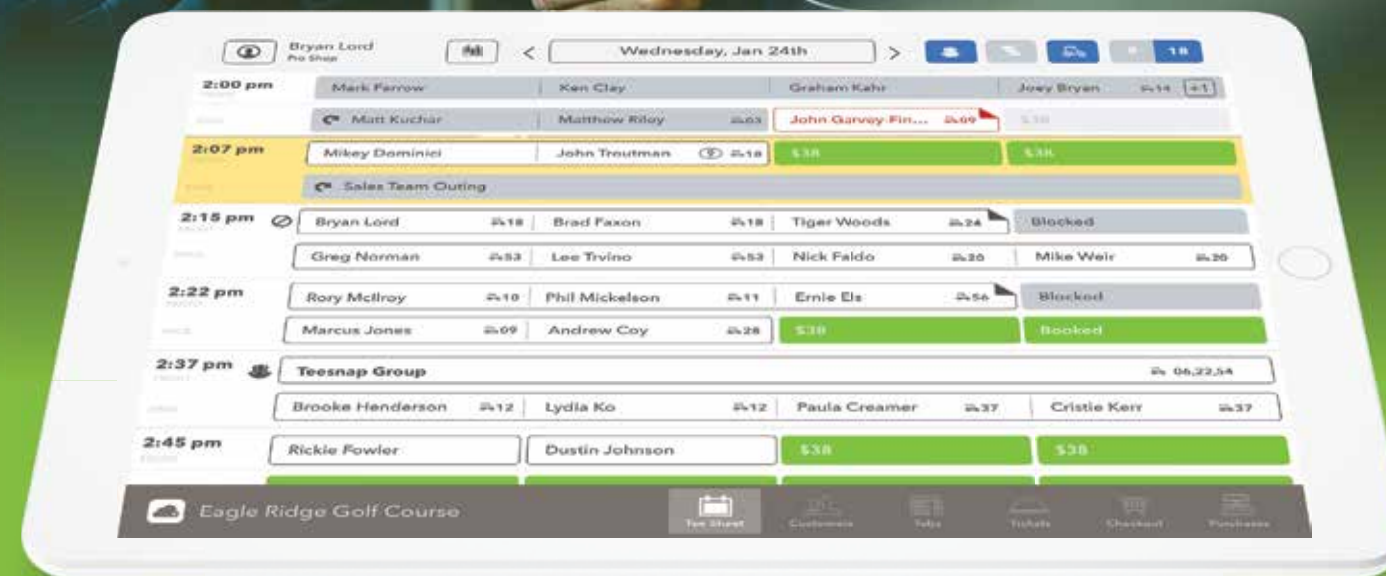 Bryan Lord
Pro Shop
Wednesday, Jan 24th
18
2:00 pm Mark Farrow Ken Clay Graham Kahr Joey Bryan 14 +1
Matt Kuchar Matthew Riley 03 John Garvey-Fin... 09 $38
2:07 pm Mikey Dominici John Troutman 18 $38 $38
Sales Team Outing
2:15 pm Bryan Lord 18 Brad Faxon 18 Tiger Woods 24 Blocked
Greg Norman 53 Lee Trvino 53 Nick Faldo 20 Mike Weir 20
2:22 pm Rory McIlroy 10 Phil Mickelson 11 Ernie Els 56 Blocked
Marcus Jones 09 Andrew Coy 28 $38 Booked
2:37 pm Teesnap Group 06,22,54
Brooke Henderson 12 Lydia Ko 12 Paula Creamer 37 Cristie Kerr 37
2:45 pm Rickie Fowler Dustin Johnson $38 $38
Eagle Ridge Golf Course
Tee Sheet Customers Tabs Tickets Checkout Purchases